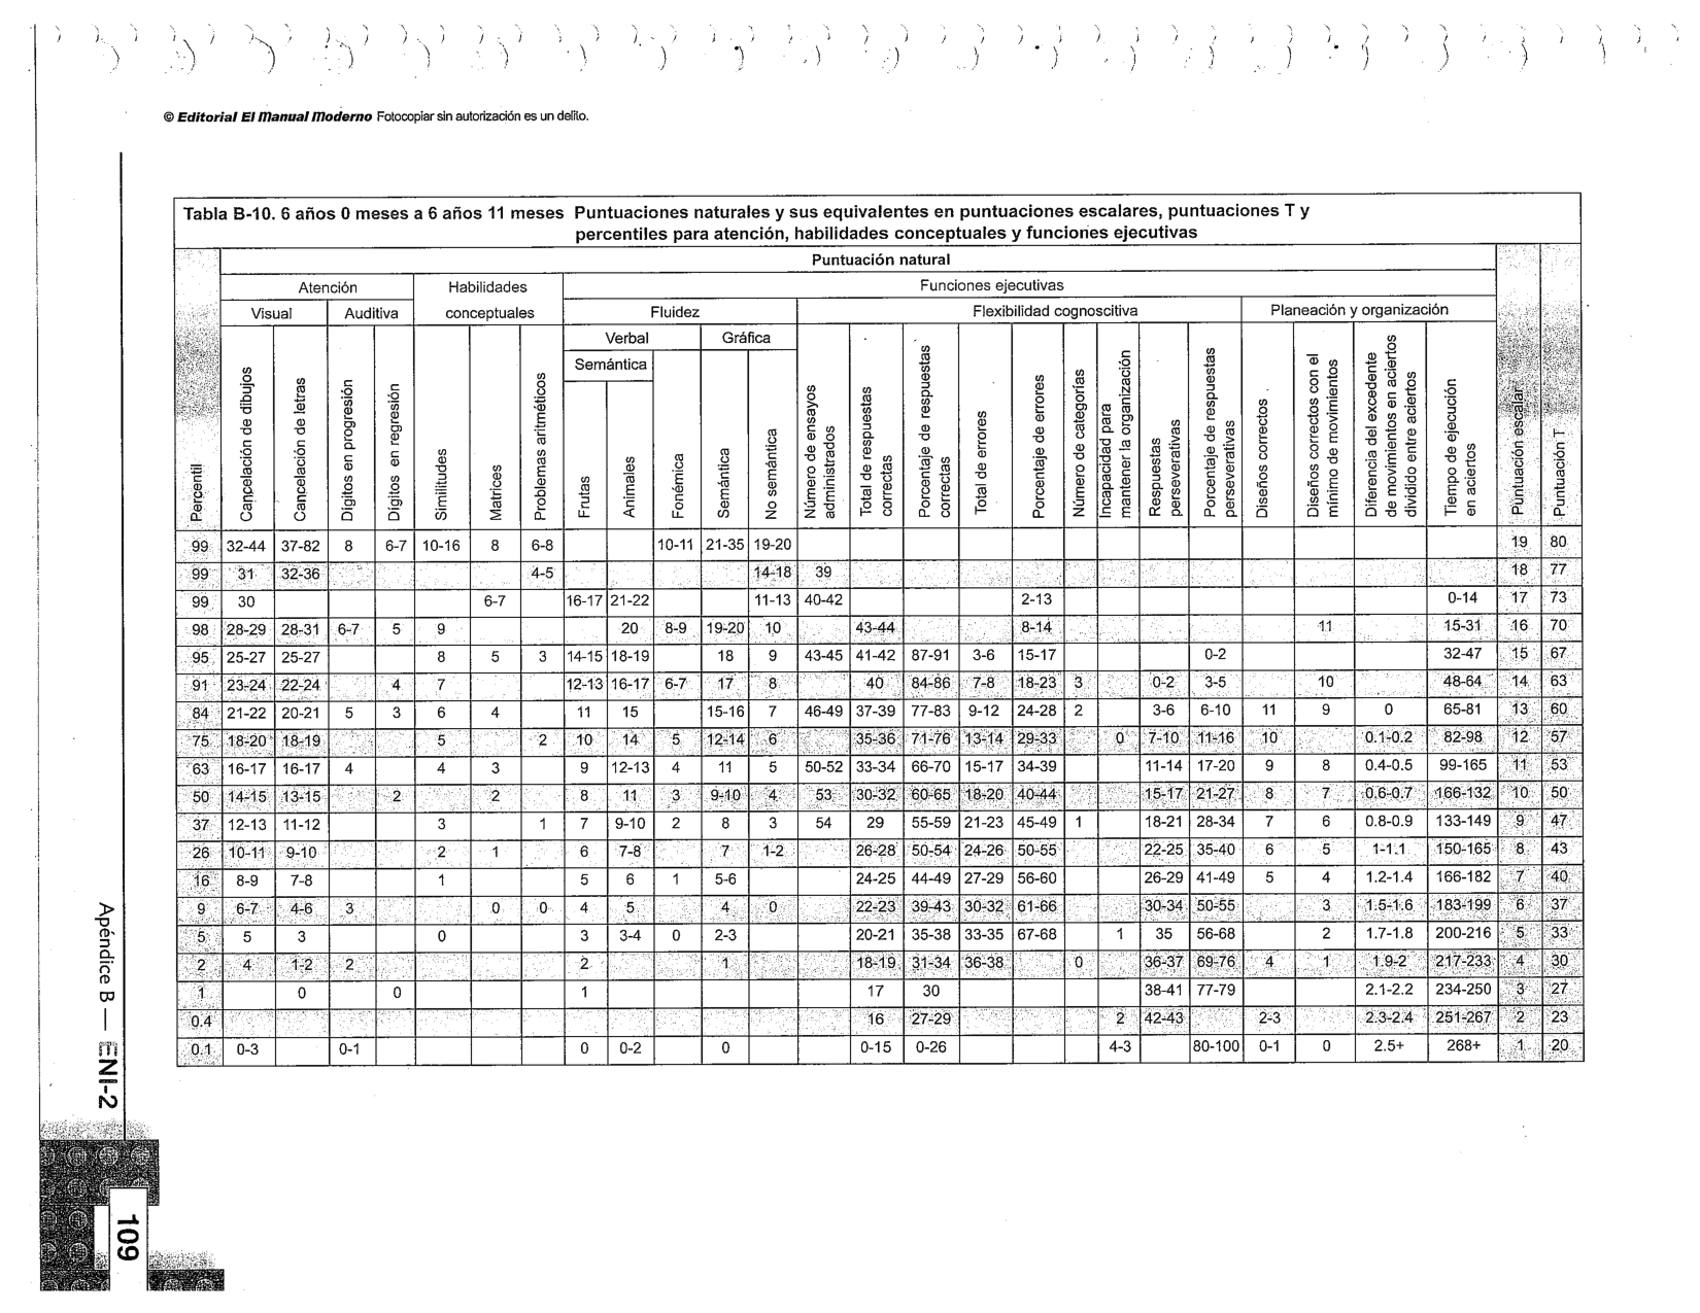 © Editorial El Manual Moderno Fotocopiar sin autorización es un delito.
Tabla B-10. 6 años 0 meses a 6 años 11 meses Puntuaciones naturales y sus equivalentes en puntuaciones escalares, puntuaciones T y
percentiles para atención, habilidades conceptuales y funciones ejecutivas
Puntuación natural
Atención Habilidades conceptuales Funciones ejecutivas
Visual Auditiva Fluidez Flexibilidad cognoscitiva Planeación y organización
Verbal Gráfica
Semántica
Percentil
Cancelación de dibujos
Cancelación de letras
Dígitos en progresión
Dígitos en regresión
Similitudes
Matrices
Problemas aritméticos
Frutas
Animales
Fonémica
Semántica
No semántica
Número de ensayos administrados
Total de respuestas correctas
Porcentaje de respuestas correctas
Total de errores
Porcentaje de errores
Número de categorías
Incapacidad para mantener la organización
Respuestas perseverativas
Porcentaje de respuestas perseverativas
Diseños correctos
Diseños correctos con el mínimo de movimientos
Diferencia del excedente de movimientos en aciertos dividido entre aciertos
Tiempo de ejecución en aciertos
Puntuación escalar
Puntuación T
99 32-44 37-82 8 6-7 10-16 8 6-8 10-11 21-35 19-20 19 80
99 31 32-36 4-5 14-18 39 18 77
99 30 6-7 16-17 21-22 11-13 40-42 2-13 0-14 17 73
98 28-29 28-31 6-7 5 9 20 8-9 19-20 10 43-44 8-14 11 15-31 16 70
95 25-27 25-27 8 5 3 14-15 18-19 18 9 43-45 41-42 87-91 3-6 15-17 0-2 32-47 15 67
91 23-24 22-24 4 7 12-13 16-17 6-7 17 8 40 84-86 7-8 18-23 3 0-2 3-5 10 48-64 14 63
84 21-22 20-21 5 3 6 4 11 15 15-16 7 46-49 37-39 77-83 9-12 24-28 2 3-6 6-10 11 9 0 65-81 13 60
75 18-20 18-19 5 2 10 14 5 12-14 6 35-36 71-76 13-14 29-33 0 7-10 11-16 10 0.1-0.2 82-98 12 57
63 16-17 16-17 4 4 3 9 12-13 4 11 5 50-52 33-34 66-70 15-17 34-39 11-14 17-20 9 8 0.4-0.5 99-165 11 53
50 14-15 13-15 2 2 8 11 3 9-10 4 53 30-32 60-65 18-20 40-44 15-17 21-27 8 7 0.6-0.7 166-132 10 50
37 12-13 11-12 3 1 7 9-10 2 8 3 54 29 55-59 21-23 45-49 1 18-21 28-34 7 6 0.8-0.9 133-149 9 47
26 10-11 9-10 2 1 6 7-8 7 1-2 26-28 50-54 24-26 50-55 22-25 35-40 6 5 1-1.1 150-165 8 43
16 8-9 7-8 1 5 6 1 5-6 24-25 44-49 27-29 56-60 26-29 41-49 5 4 1.2-1.4 166-182 7 40
9 6-7 4-6 3 0 0 4 5 4 0 22-23 39-43 30-32 61-66 30-34 50-55 3 1.5-1.6 183-199 6 37
5 5 3 0 3 3-4 0 2-3 20-21 35-38 33-35 67-68 1 35 56-68 2 1.7-1.8 200-216 5 33
2 4 1-2 2 2 1 18-19 31-34 36-38 0 36-37 69-76 4 1 1.9-2 217-233 4 30
1 0 0 1 17 30 38-41 77-79 2.1-2.2 234-250 3 27
0.4 16 27-29 2 42-43 2-3 2.3-2.4 251-267 2 23
0.1 0-3 0-1 0 0-2 0 0-15 0-26 4-3 80-100 0-1 0 2.5+ 268+ 1 20
Apéndice B — ENI-2
109